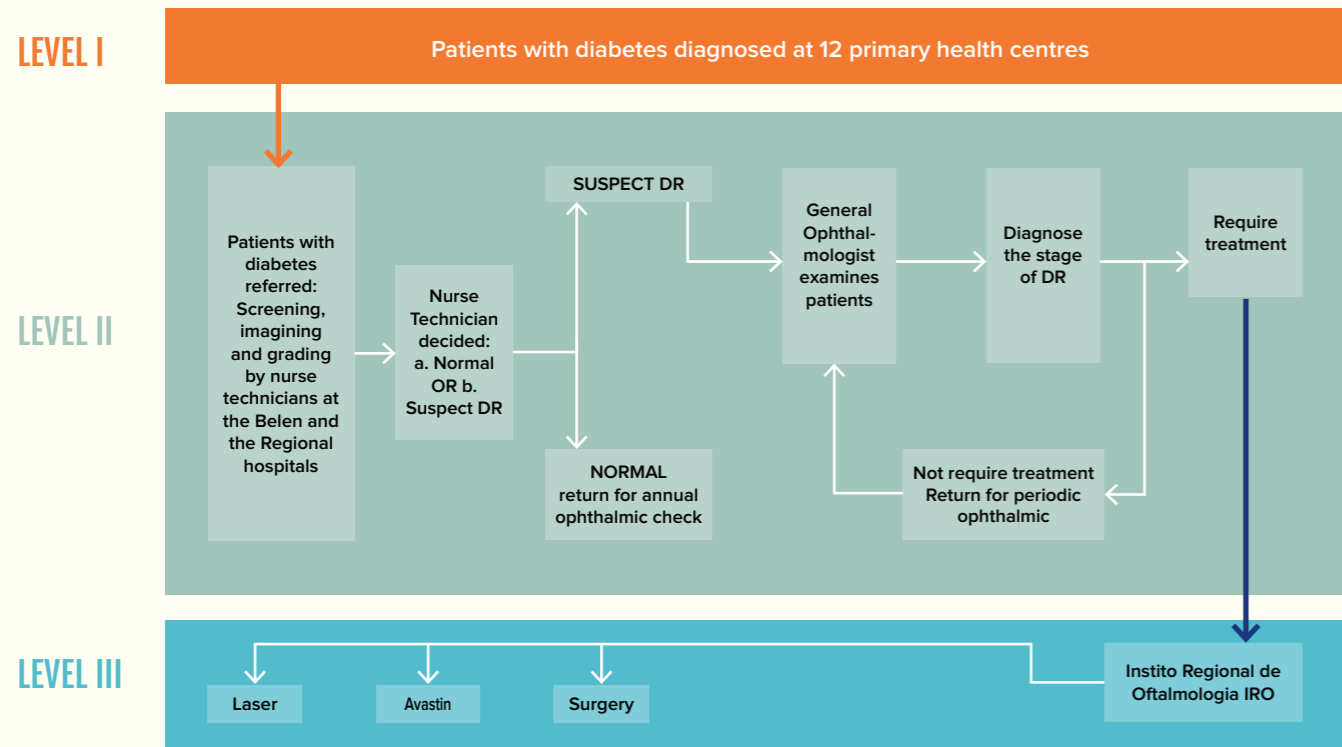 LEVEL I
Patients with diabetes diagnosed at 12 primary health centres
LEVEL II
Patients with
diabetes
referred:
Screening,
imagining
and grading
by nurse
technicians at
the Belen and
the Regional
hospitals
Nurse
Technician
decided:
a. Normal
OR b.
Suspect DR
SUSPECT DR
NORMAL
return for annual
ophthalmic check
General
Ophthal-
mologist
examines
patients
Diagnose
the stage
of DR
Require
treatment
Not require treatment
Return for periodic
ophthalmic
LEVEL III
Instito Regional de
Oftalmologia IRO
Laser
Avastin
Surgery